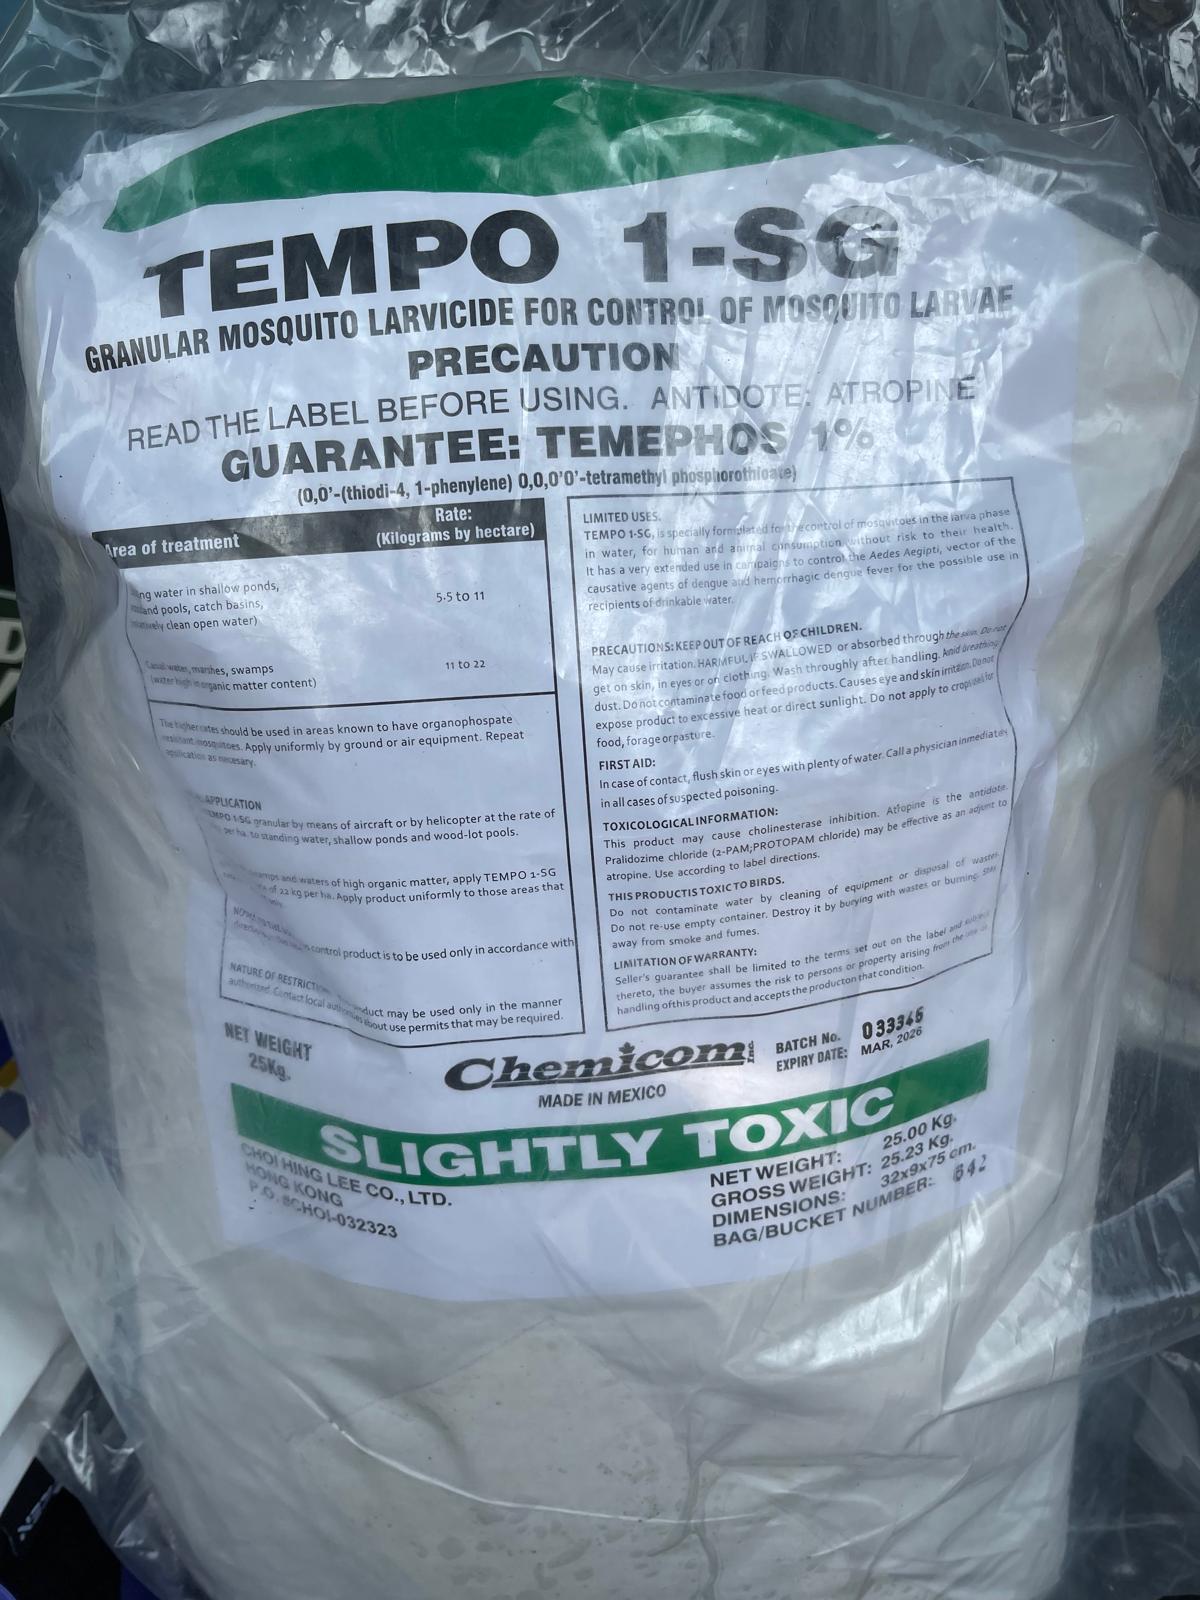 TEMPO 1-SG
GRANULAR MOSQUITO LARVICIDE FOR CONTROL OF MOSQUITO LARVAE
PRECAUTION
READ THE LABEL BEFORE USING. ANTIDOTE: ATROPINE
GUARANTEE: TEMEPHOS 1%
(0,0'-(thiodi-4, 1-phenylene) 0,0,0'0'-tetramethyl phosphorothioate)
Area of treatment
Rate:
(Kilograms by hectare)
water in shallow ponds,
pools, catch basins,
clean open water)
5.5 to 11
water, marshes, swamps
(water high in organic matter content)
11 to 22
The higher rates should be used in areas known to have organophospate
mosquitoes. Apply uniformly by ground or air equipment. Repeat
application as necesary.
APPLICATION
TEMPO 1-SG granular by means of aircraft or by helicopter at the rate of
per ha. to standing water, shallow ponds and wood-lot pools.
and waters of high organic matter, apply TEMPO 1-SG
of 22 kg per ha. Apply product uniformly to those areas that
only.
control product is to be used only in accordance with
NATURE OF RESTRICTION: product may be used only in the manner
authorized. Contact local authorities about use permits that may be required.
LIMITED USES.
TEMPO 1-SG, is specially formplated for the control of mosquitoes in the larva phase
in water, for human and animal consumption, without risk to their health.
It has a very extended use in campaigns to control the Aedes Aegipti, vector of the
causative agents of dengue and hemorrhagic dengue fever for the possible use in
recipients of drinkable water.
PRECAUTIONS: KEEP OUT OF REACH OF CHILDREN.
May cause irritation. HARMFUL IF SWALLOWED or absorbed through the skin. Do not
get on skin, in eyes or on clothing. Wash throughly after handling. Anid breathing
dust. Do not contaminate food or feed products. Causes eye and skin irritation. Do not
expose product to excessive heat or direct sunlight. Do not apply to crops used for
food, forage or pasture.
FIRST AID:
In case of contact, flush skin or eyes with plenty of water. Call a physician inmediately
in all cases of suspected poisoning.
TOXICOLOGICAL INFORMATION:
This product may cause cholinesterase inhibition. Atropine is the antidote.
Pralidozime chloride (2-PAM;PROTOPAM chloride) may be effective as an adjunt to
atropine. Use according to label directions.
THIS PRODUCT IS TOXIC TO BIRDS.
Do not contaminate water by cleaning of equipment or disposal of wastes.
Do not re-use empty container. Destroy it by burying with wastes or burning. Stay
away from smoke and fumes.
LIMITATION OF WARRANTY:
Seller's guarantee shall be limited to the terms set out on the label and subject
thereto, the buyer assumes the risk to persons or property arising from the use or
handling of this product and accepts the producton that condition.
NET WEIGHT
25Kg.
Chemicom Inc.
MADE IN MEXICO
BATCH No. 033346
EXPIRY DATE: MAR, 2026
SLIGHTLY TOXIC
CHOI HING LEE CO., LTD.
HONG KONG
P.O. #CHOI-032323
NET WEIGHT: 25.00 Kg.
GROSS WEIGHT: 25.23 Kg.
DIMENSIONS: 32x9x75 cm.
BAG/BUCKET NUMBER: 642